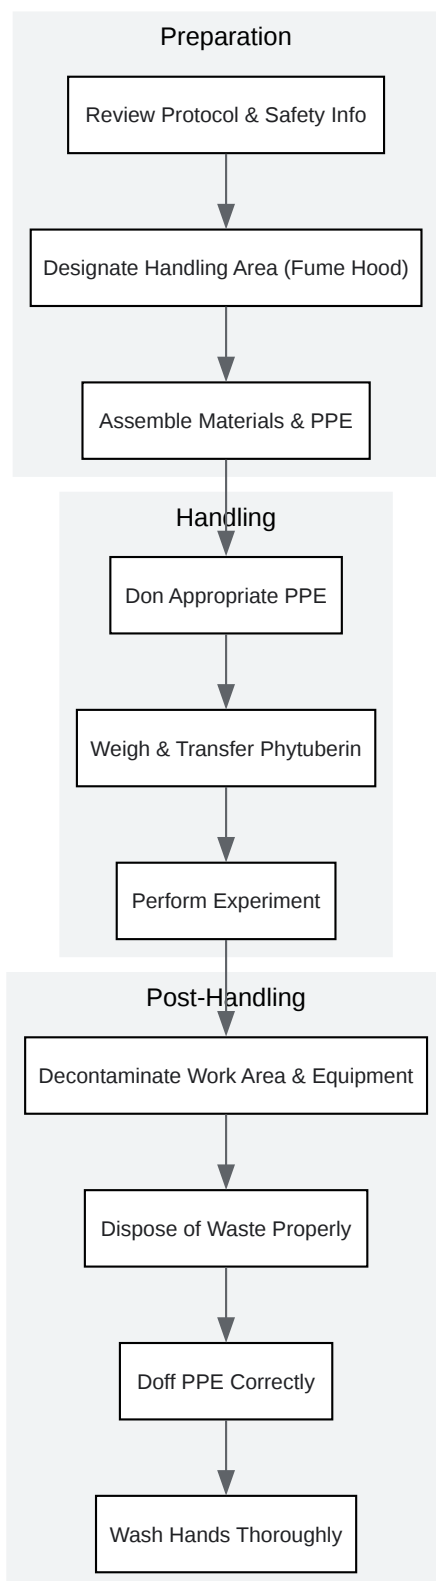 Preparation
Review Protocol & Safety Info
Designate Handling Area (Fume Hood)
Assemble Materials & PPE
Handling
Don Appropriate PPE
Weigh & Transfer Phytuberin
Perform Experiment
Post-Handling
Decontaminate Work Area & Equipment
Dispose of Waste Properly
Doff PPE Correctly
Wash Hands Thoroughly